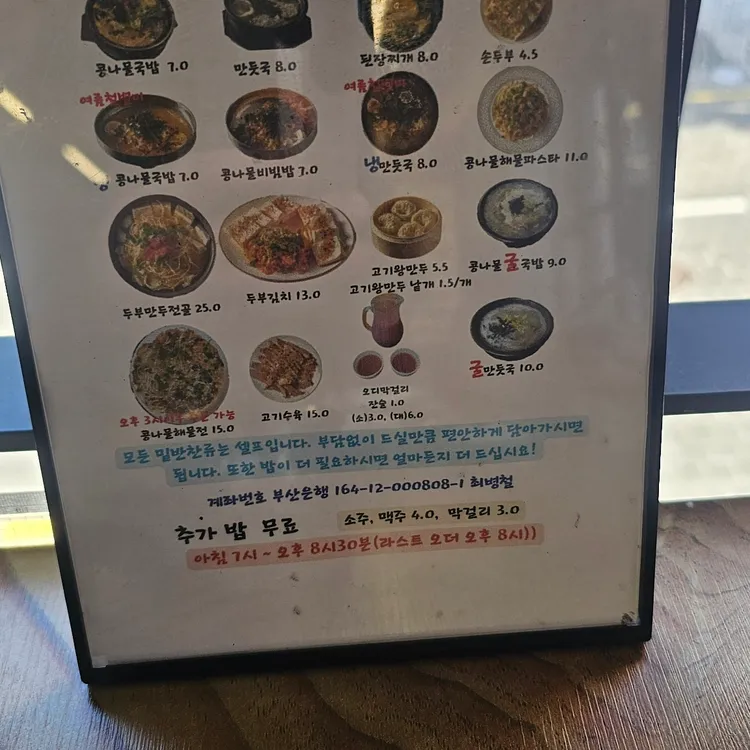 콩나물국밥 7.0
만둣국 8.0
된장찌개 8.0
손두부 4.5
여름
여름
냉 콩나물국밥 7.0
콩나물비빔밥 7.0
냉만둣국 8.0
콩나물해물파스타 11.0
두부만두전골 25.0
두부김치 13.0
고기왕만두 5.5
고기왕만두 낱개 1.5/개
콩나물굴국밥 9.0
오후 3시 가능
콩나물해물전 15.0
고기수육 15.0
오디막걸리
잔술 1.0
(소)3.0, (대)6.0
굴만둣국 10.0
모든 밑반찬류는 셀프입니다. 부담없이 드실만큼 편안하게 담아가시면
됩니다. 또한 밥이 더 필요하시면 얼마든지 더 드십시요!
계좌번호 부산은행 164-12-000808-1 최병철
추가 밥 무료
소주, 맥주 4.0, 막걸리 3.0
아침 7시 ~ 오후 8시30분(라스트 오더 오후 8시))